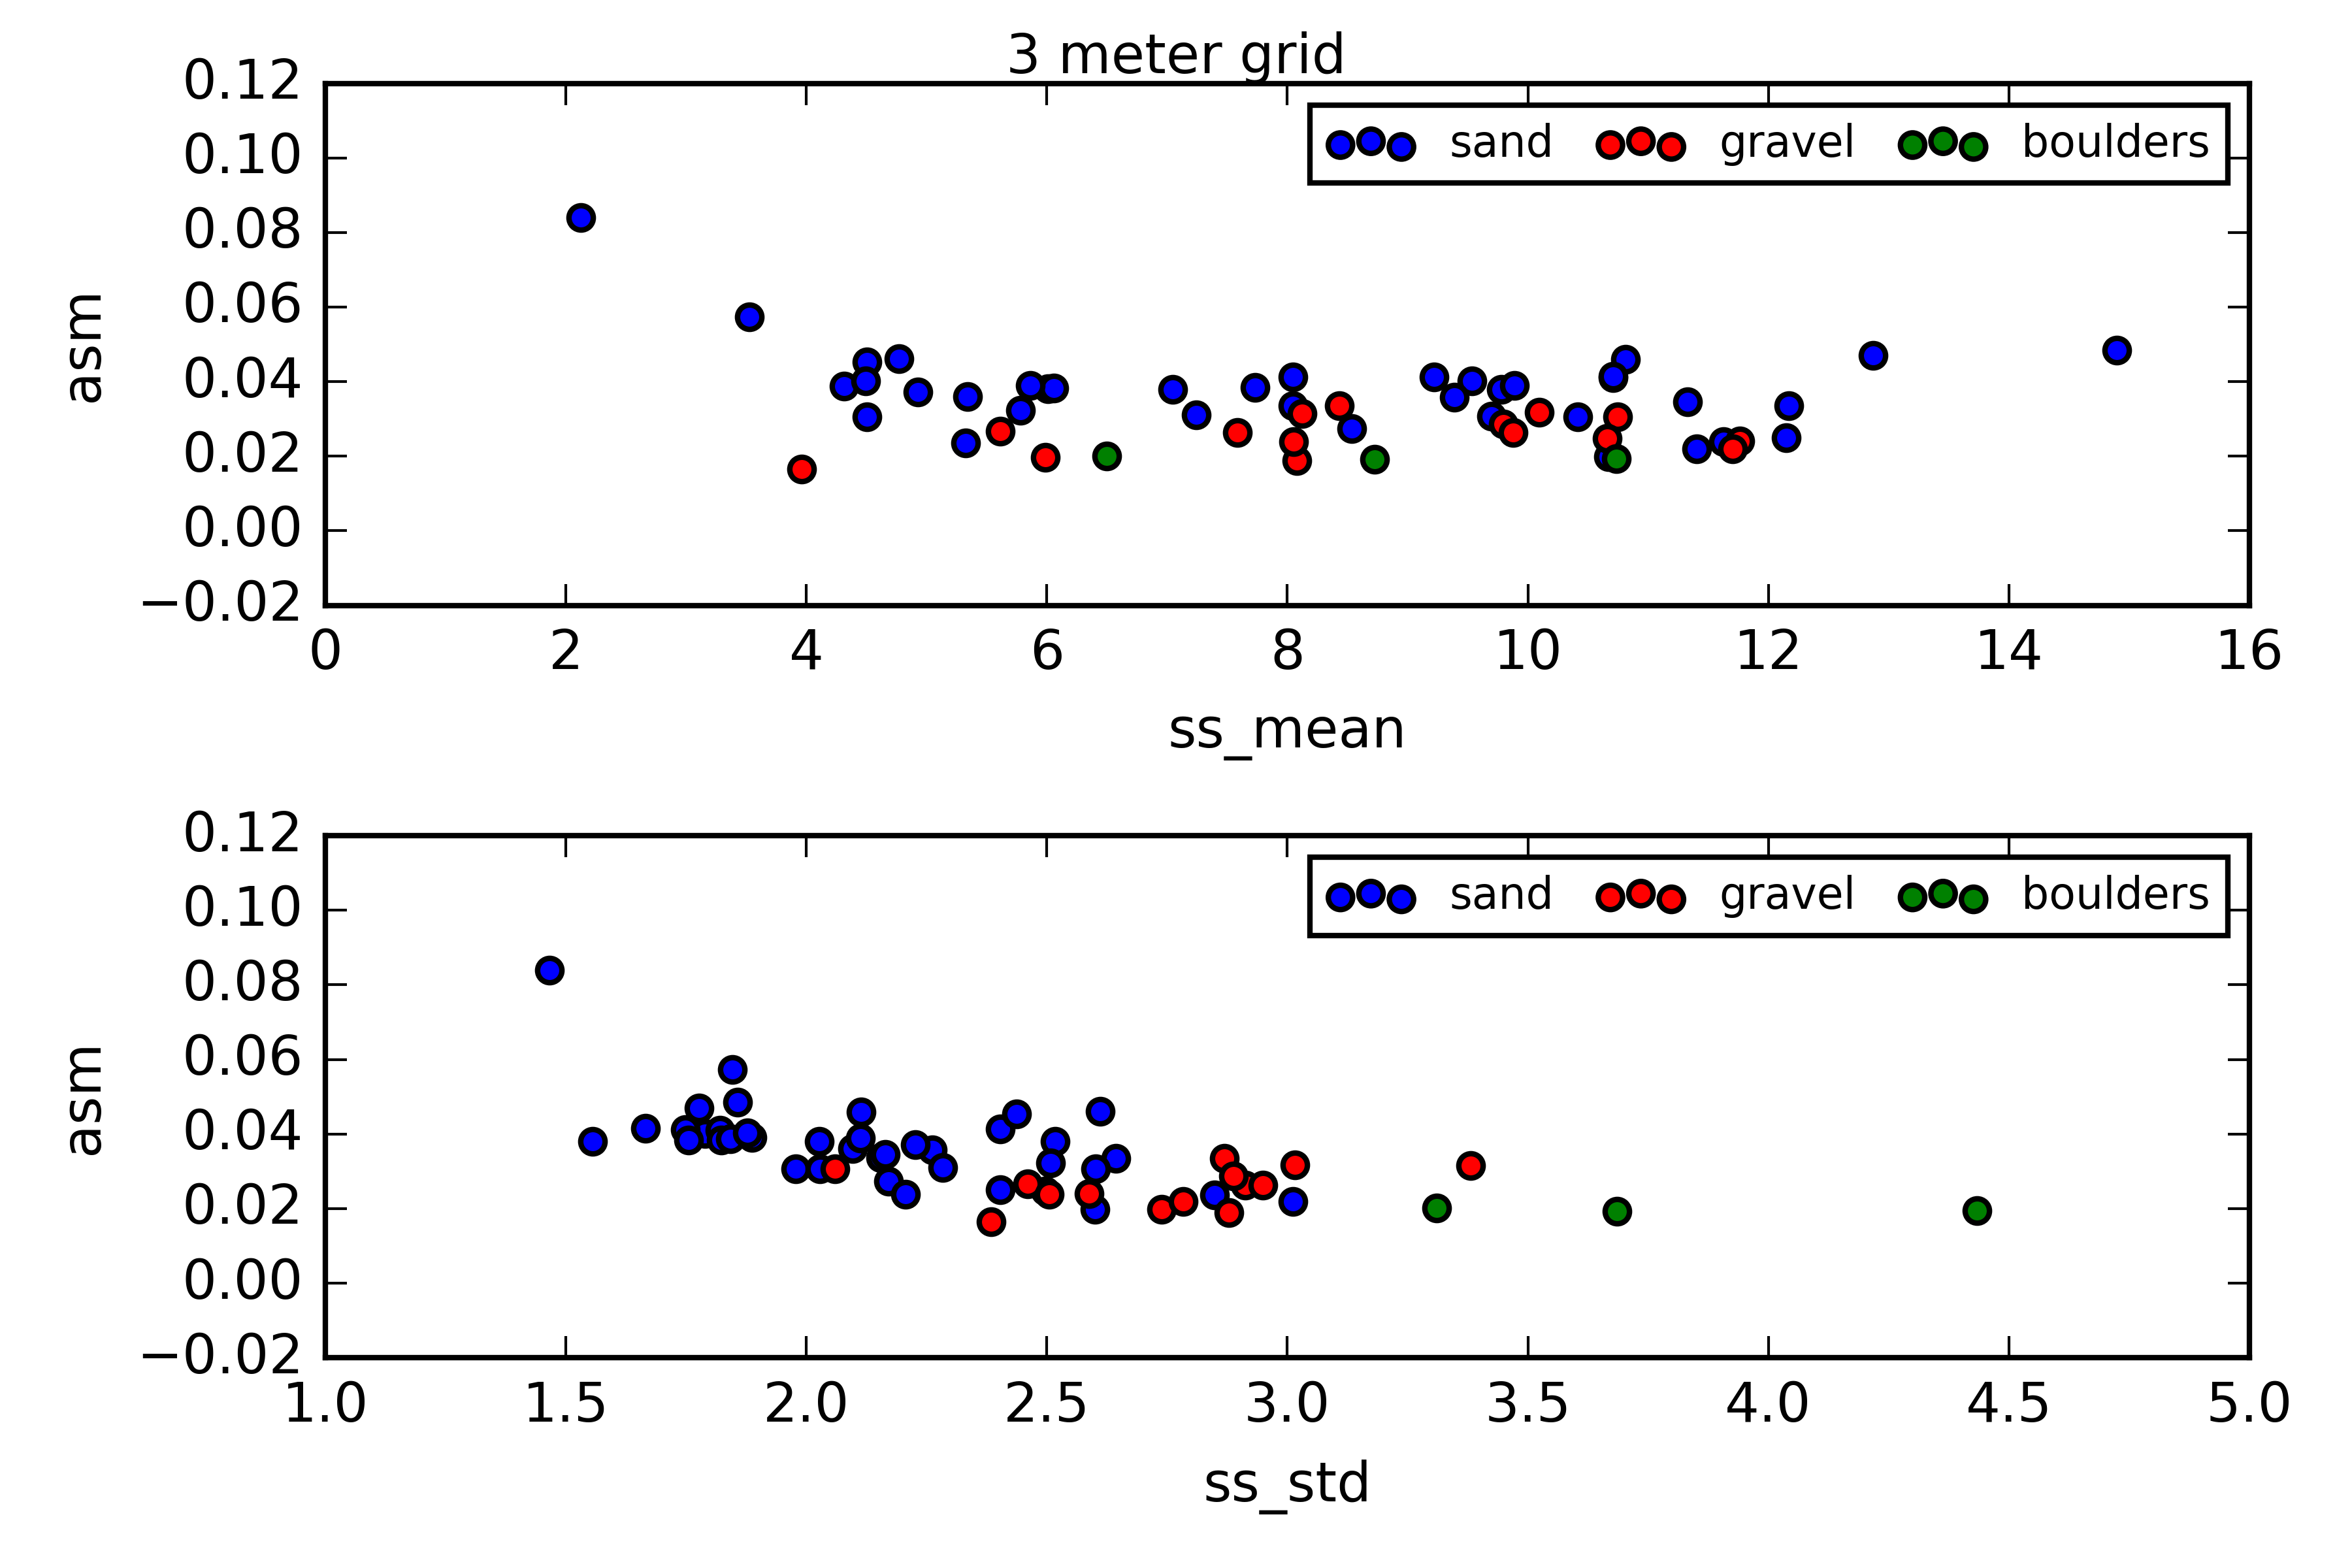 3 meter grid
0.12
0.10
0.08
0.06
0.04
0.02
0.00
−0.02
asm
sand gravel boulders
0 2 4 6 8 10 12 14 16
ss_mean
0.12
0.10
0.08
0.06
0.04
0.02
0.00
−0.02
asm
sand gravel boulders
1.0 1.5 2.0 2.5 3.0 3.5 4.0 4.5 5.0
ss_std